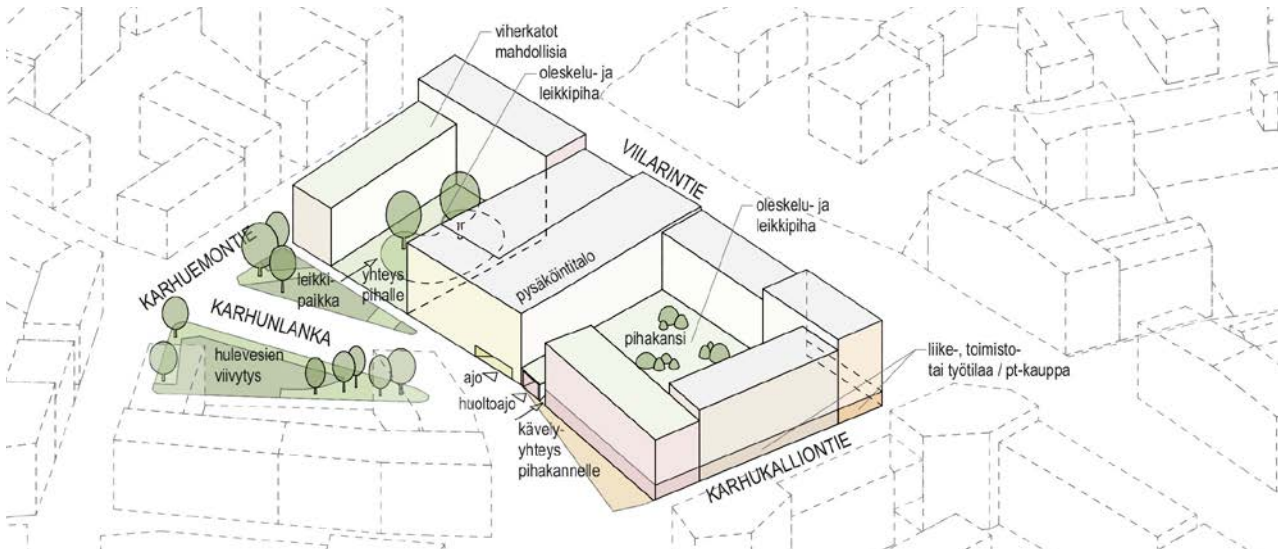 viherkatot
mahdollisia
oleskelu- ja
leikkipiha
VIILARINTIE
oleskelu- ja
leikkipiha
KARHUEMONTIE
leikki-
paikka
yhteys
pihalle
pysäköintitalo
KARHUNLANKA
pihakansi
hulevesien
viivytys
liike-, toimisto-
tai työtilaa / pt-kauppa
ajo
huoltoajo
kävely-
yhteys
pihakannelle
KARHUKALLIONTIE